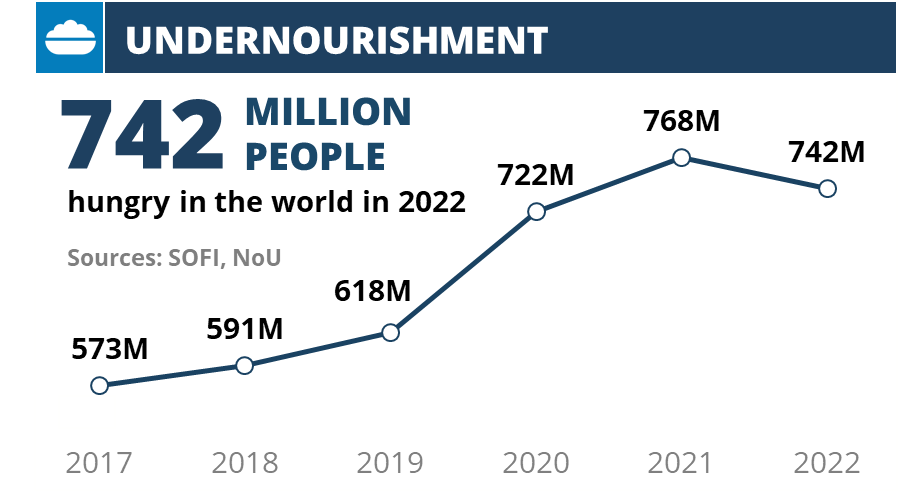 UNDERNOURISHMENT
742 MILLION
PEOPLE
hungry in the world in 2022
Sources: SOFI, NoU
573M
591M
618M
722M
768M
742M
2017
2018
2019
2020
2021
2022